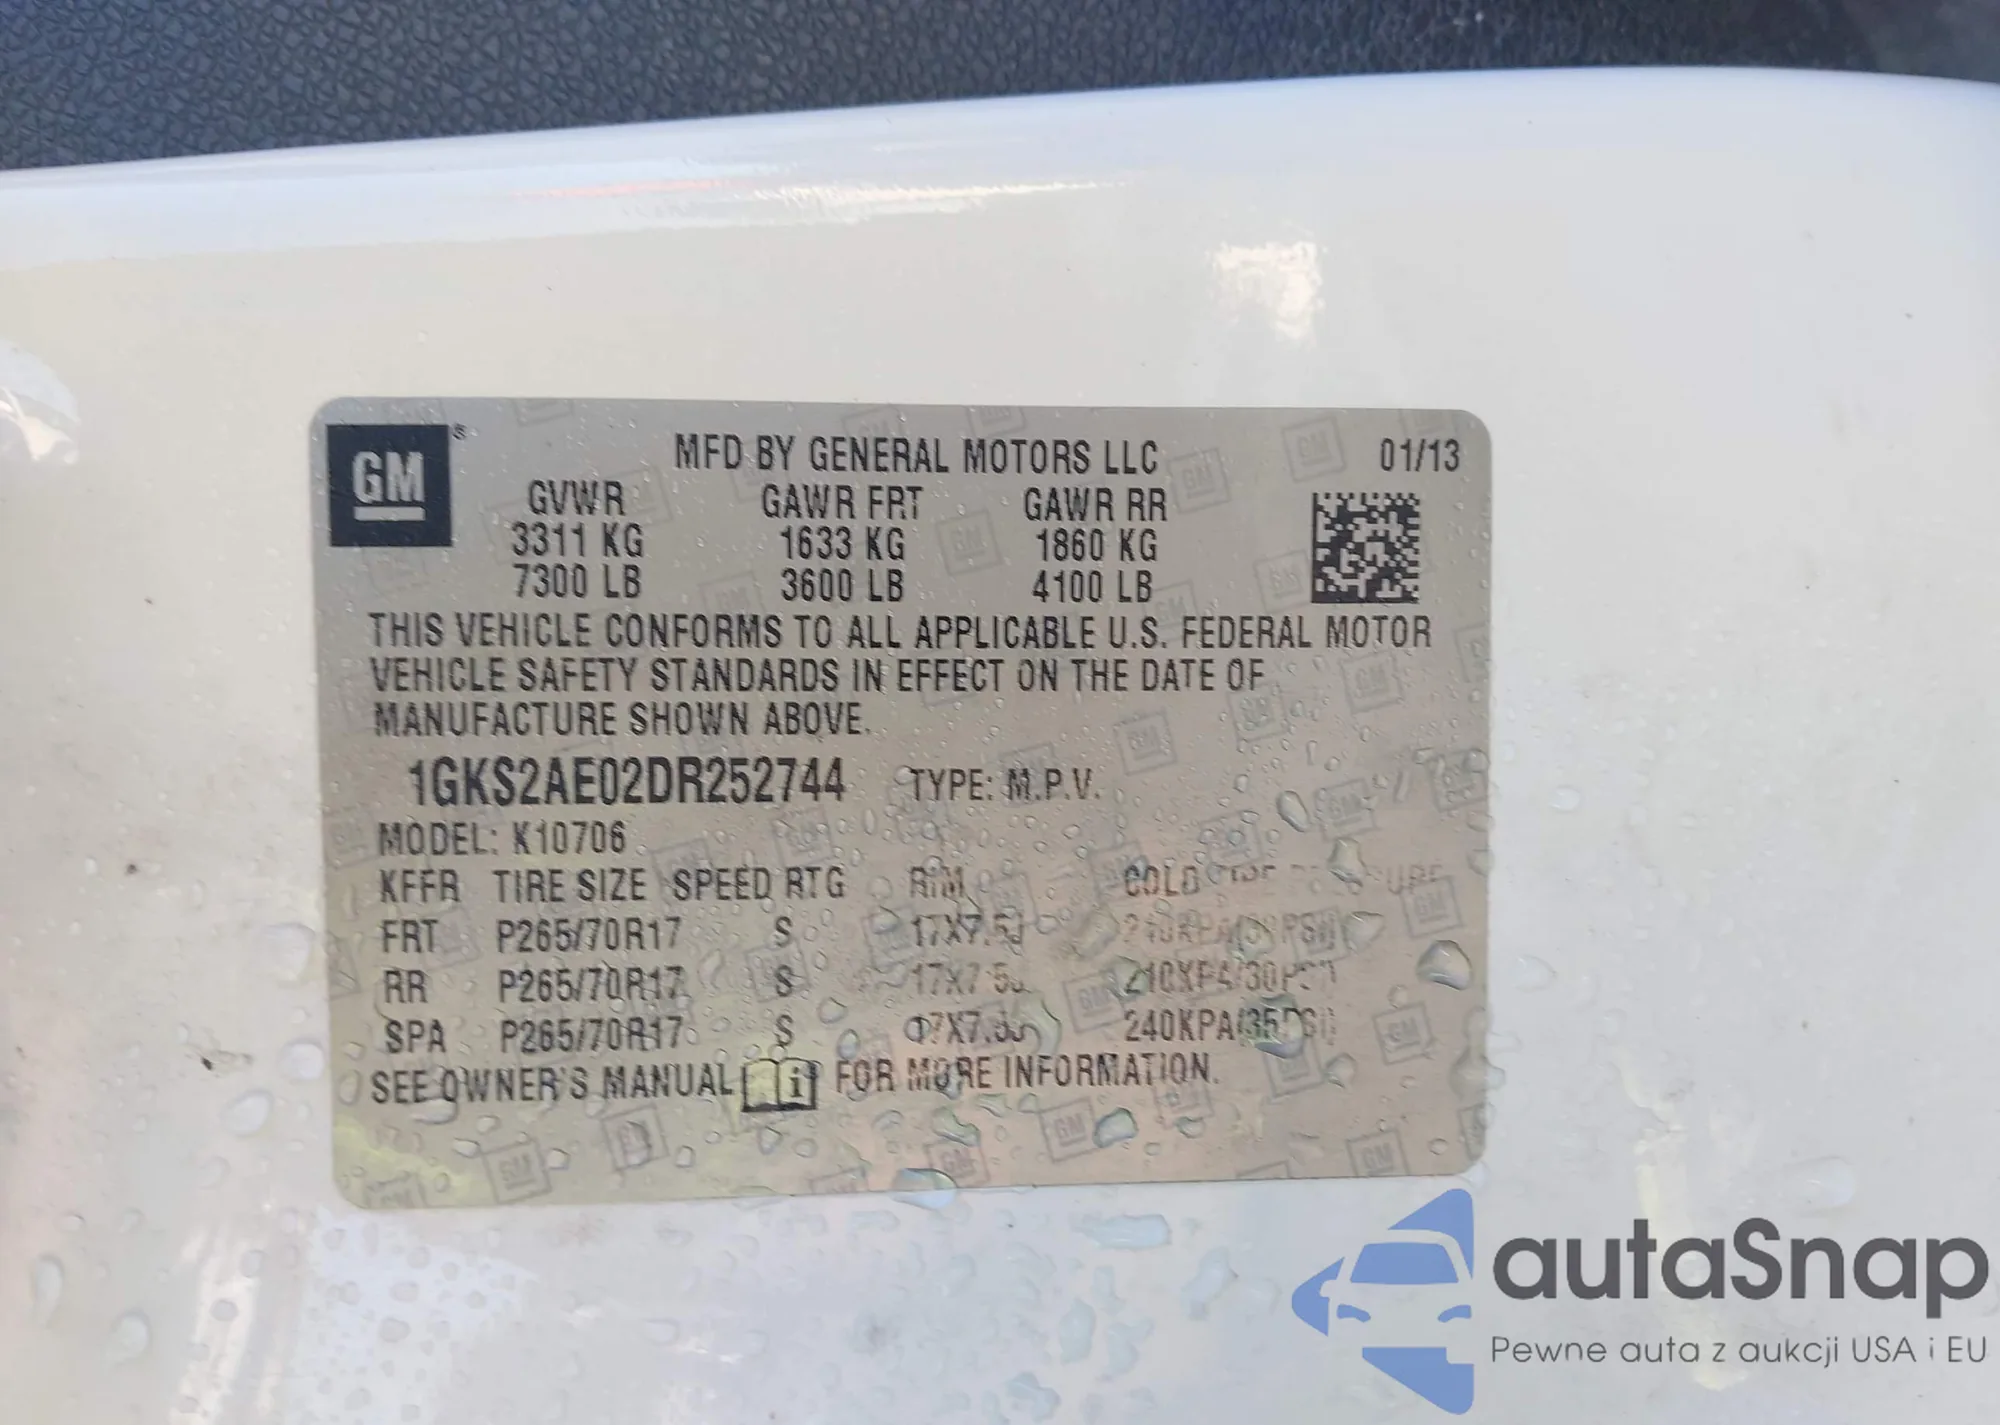 GM
MFD BY GENERAL MOTORS LLC 01/13
GVWR GAWR FRT GAWR RR
3311 KG 1633 KG 1860 KG
7300 LB 3600 LB 4100 LB
THIS VEHICLE CONFORMS TO ALL APPLICABLE U.S. FEDERAL MOTOR
VEHICLE SAFETY STANDARDS IN EFFECT ON THE DATE OF
MANUFACTURE SHOWN ABOVE.
1GKS2AE02DR252744 TYPE: M.P.V.
MODEL: K10706
KFFR TIRE SIZE SPEED RTG RIM COLD
FRT P265/70R17 S
RR P265/70R17 S
SPA P265/70R17 S
SEE OWNER'S MANUAL i FOR MORE INFORMATION.
autaSnap
Pewne auta z aukcji USA i EU